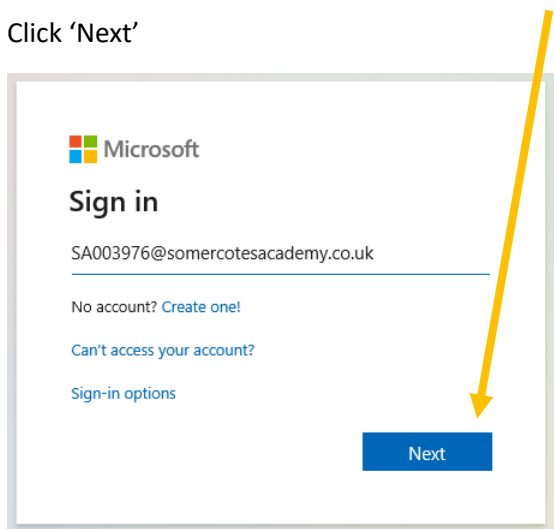 Click ‘Next’
Microsoft
Sign in
SA003976@somercotesacademy.co.uk
No account? Create one!
Can't access your account?
Sign-in options
Next